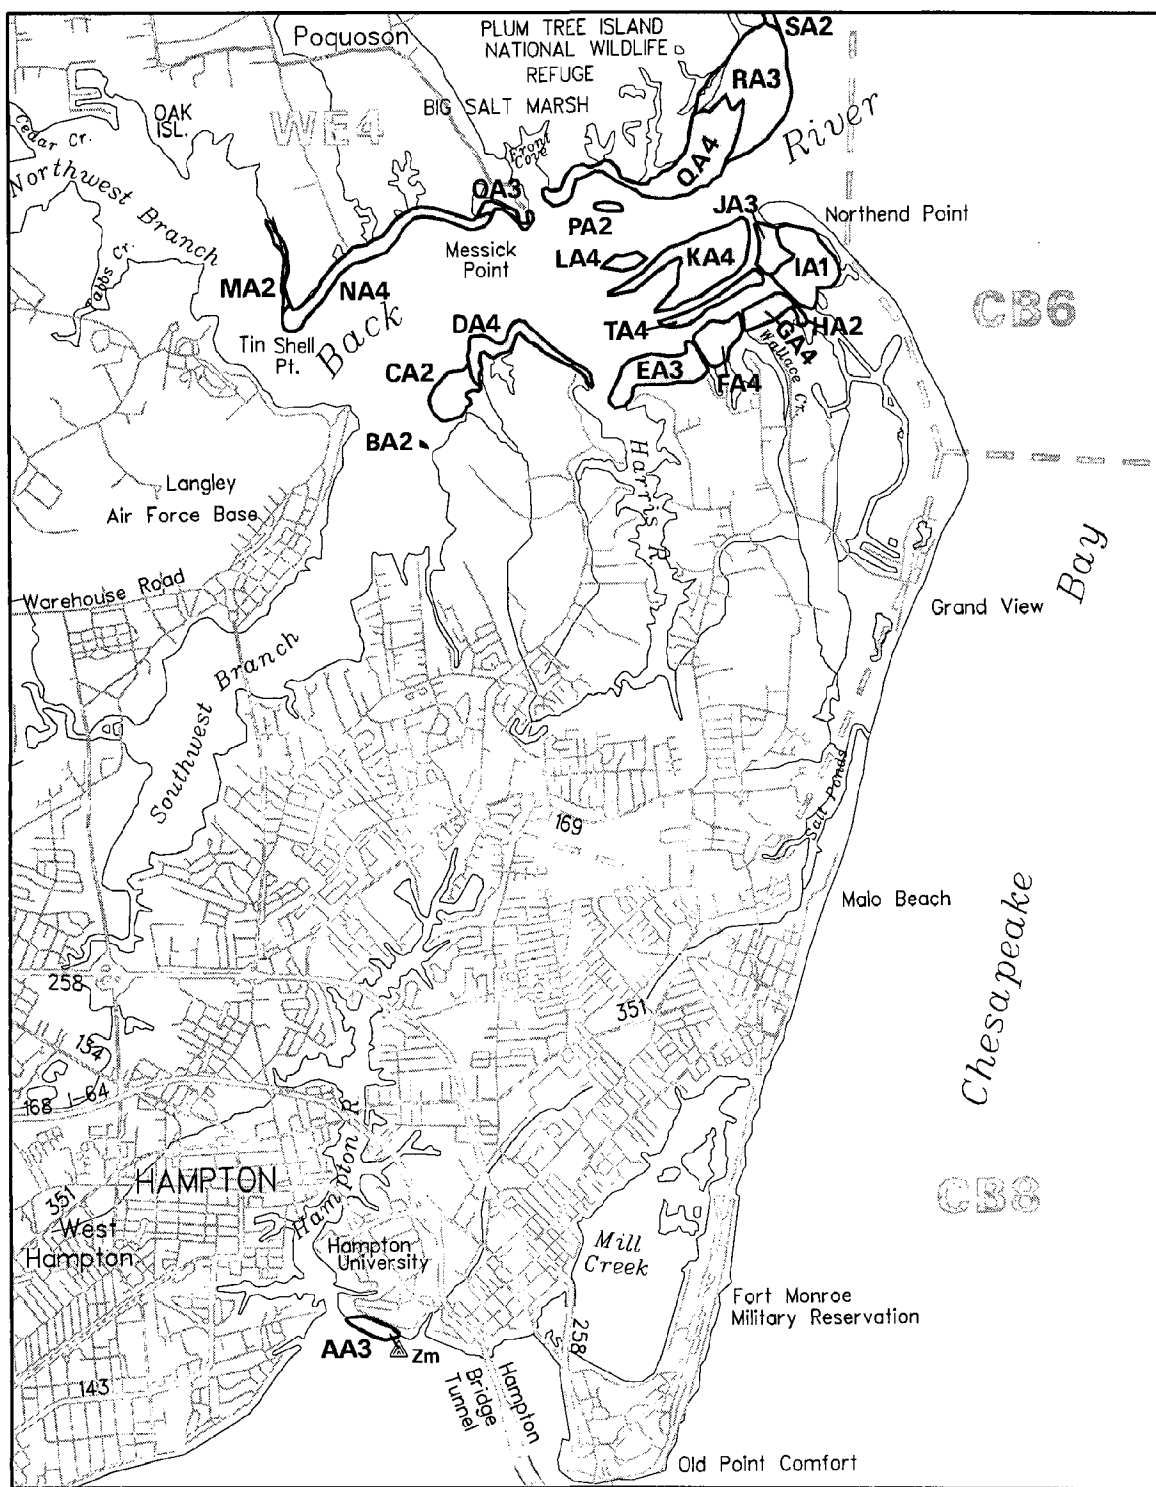 SA2
PLUM TREE ISLAND
NATIONAL WILDLIFE
REFUGE
Poquoson
RA3
BIG SALT MARSH
OAK
ISL.
WE4
River
Cedar Cr.
Front
Cove
QA4
Northwest Branch
OA3
PA2
JA3
Northend Point
Messick
Point
LA4
KA4
IA1
Tabbs Cr.
MA2
NA4
CB6
Back
DA4
TA4
GA4
HA2
Tin Shell
Pt.
CA2
EA3
FA4
Wallace Cr.
BA2
Harris R.
Langley
Air Force Base
Bay
Warehouse Road
Grand View
Southwest Branch
Salt Ponds
169
Malo Beach
Chesapeake
258
351
134
168
I-64
Hampton R.
HAMPTON
CB8
351
West
Hampton
Hampton
University
Mill
Creek
Fort Monroe
Military Reservation
258
AA3
Zm
Hampton
Bridge
Tunnel
143
Old Point Comfort